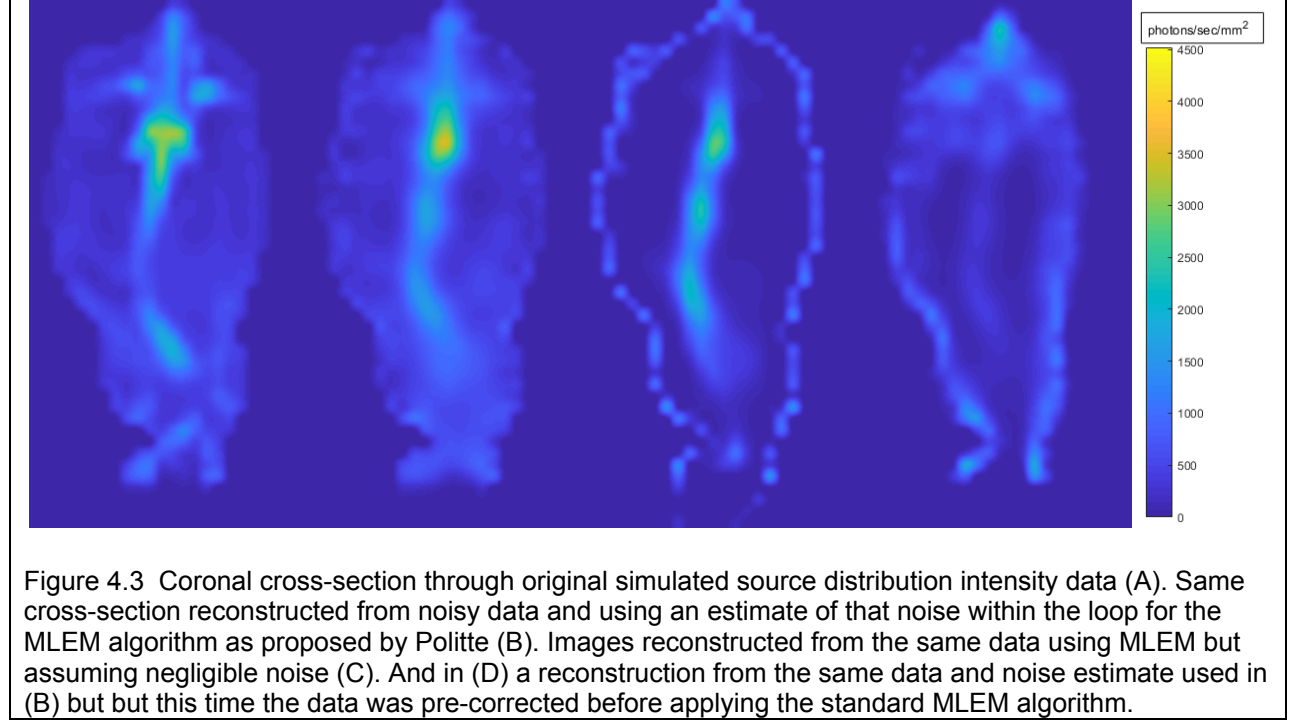 photons/sec/mm²
4500
4000
3500
3000
2500
2000
1500
1000
500
0
Figure 4.3  Coronal cross-section through original simulated source distribution intensity data (A). Same
cross-section reconstructed from noisy data and using an estimate of that noise within the loop for the
MLEM algorithm as proposed by Politte (B). Images reconstructed from the same data using MLEM but
assuming negligible noise (C). And in (D) a reconstruction from the same data and noise estimate used in
(B) but but this time the data was pre-corrected before applying the standard MLEM algorithm.